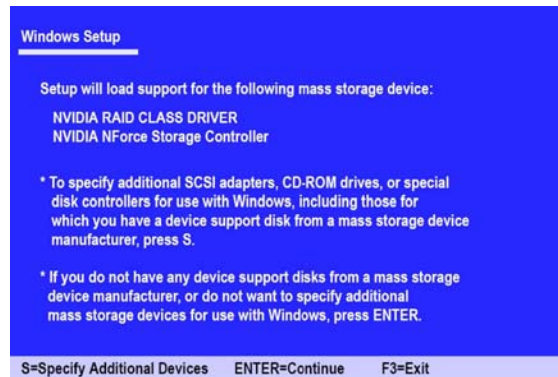 Windows Setup
Setup will load support for the following mass storage device:
NVIDIA RAID CLASS DRIVER
NVIDIA NForce Storage Controller
* To specify additional SCSI adapters, CD-ROM drives, or special
disk controllers for use with Windows, including those for
which you have a device support disk from a mass storage device
manufacturer, press S.
* If you do not have any device support disks from a mass storage
device manufacturer, or do not want to specify additional
mass storage devices for use with Windows, press ENTER.
S=Specify Additional Devices ENTER=Continue F3=Exit